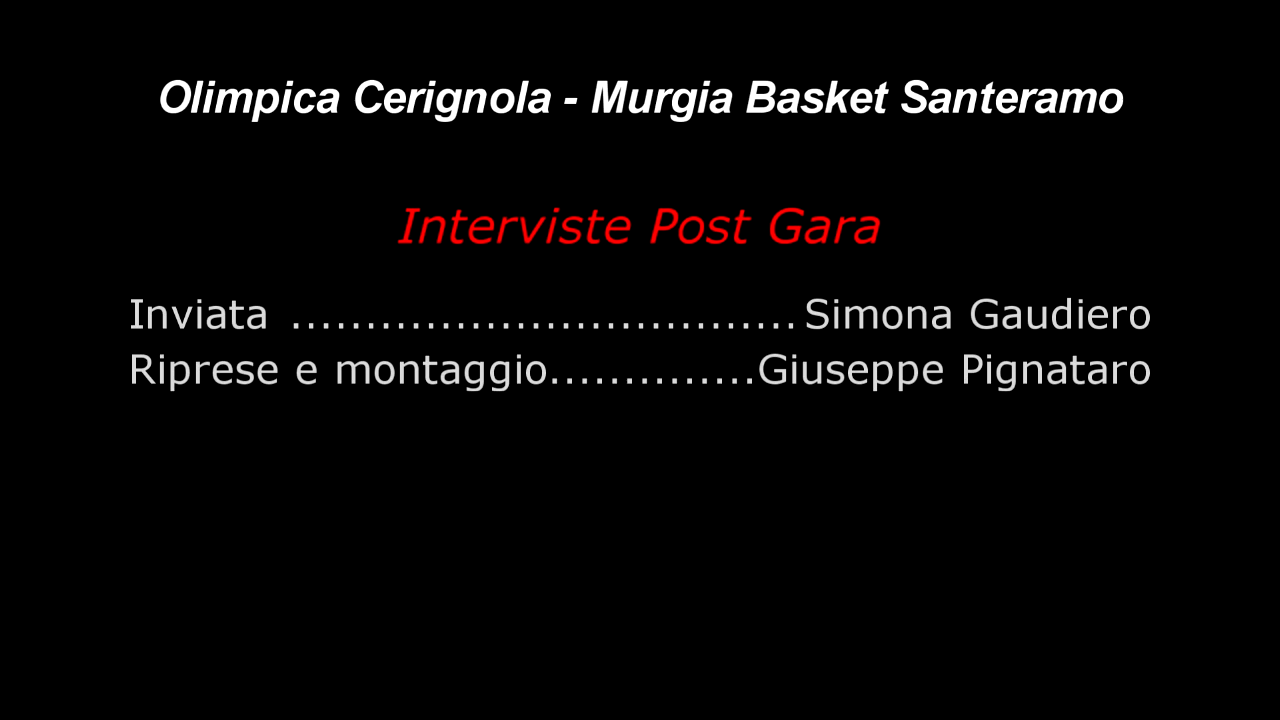 Olimpica Cerignola - Murgia Basket Santeramo
Interviste Post Gara
Inviata .................................. Simona Gaudiero
Riprese e montaggio..............Giuseppe Pignataro